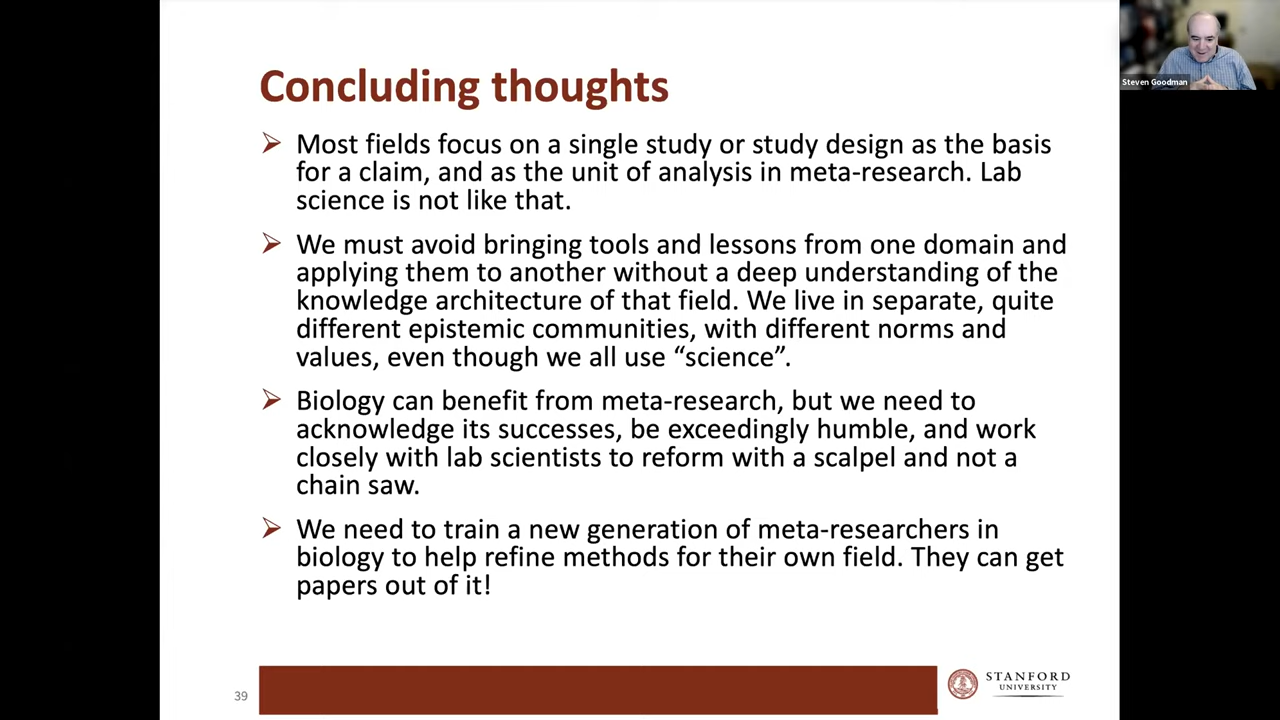 Steven Goodman
Concluding thoughts
Most fields focus on a single study or study design as the basis
for a claim, and as the unit of analysis in meta-research. Lab
science is not like that.
We must avoid bringing tools and lessons from one domain and
applying them to another without a deep understanding of the
knowledge architecture of that field. We live in separate, quite
different epistemic communities, with different norms and
values, even though we all use “science”.
Biology can benefit from meta-research, but we need to
acknowledge its successes, be exceedingly humble, and work
closely with lab scientists to reform with a scalpel and not a
chain saw.
We need to train a new generation of meta-researchers in
biology to help refine methods for their own field. They can get
papers out of it!
39
STANFORD
UNIVERSITY